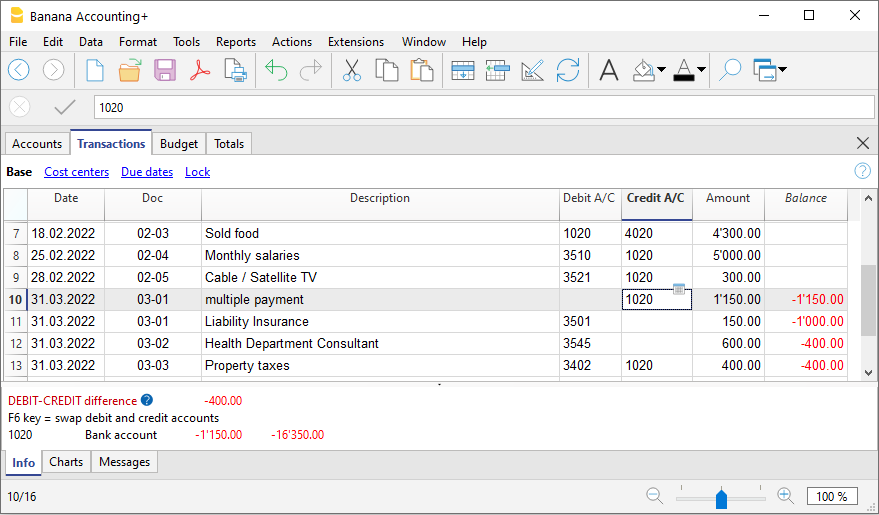 Banana Accounting+
File Edit Data Format Tools Reports Actions Extensions Window Help
1020
Accounts Transactions Budget Totals
Base Cost centers Due dates Lock
Date Doc Description Debit A/C Credit A/C Amount Balance
7 18.02.2022 02-03 Sold food 1020 4020 4'300.00
8 25.02.2022 02-04 Monthly salaries 3510 1020 5'000.00
9 28.02.2022 02-05 Cable / Satellite TV 3521 1020 300.00
10 31.03.2022 03-01 multiple payment 1020 1'150.00 -1'150.00
11 31.03.2022 03-01 Liability Insurance 3501 150.00 -1'000.00
12 31.03.2022 03-02 Health Department Consultant 3545 600.00 -400.00
13 31.03.2022 03-03 Property taxes 3402 1020 400.00 -400.00
DEBIT-CREDIT difference ? -400.00
F6 key = swap debit and credit accounts
1020 Bank account -1'150.00 -16'350.00
Info Charts Messages
10/16 100 %